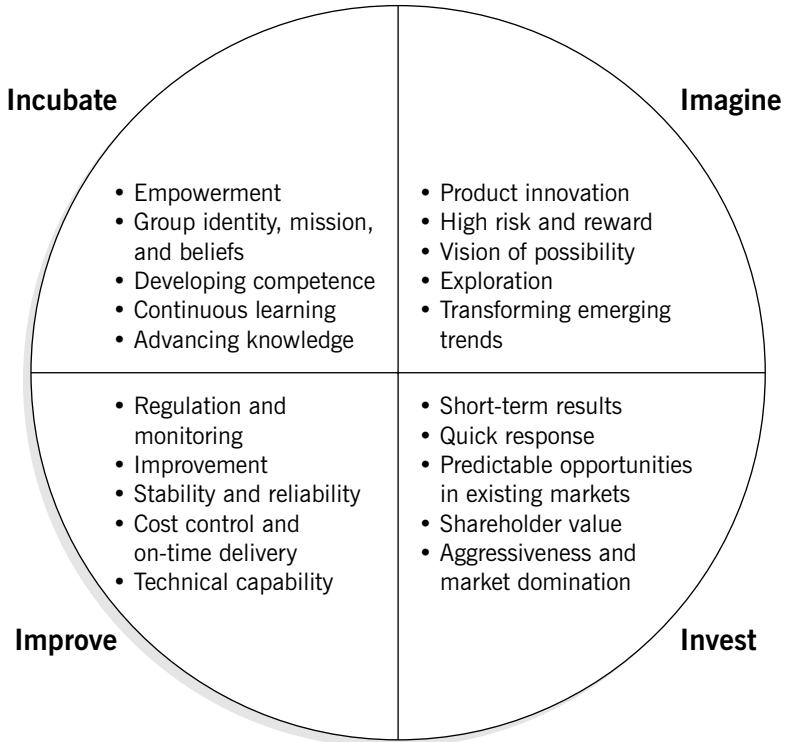 Incubate
• Empowerment
• Group identity, mission,
and beliefs
• Developing competence
• Continuous learning
• Advancing knowledge
Imagine
• Product innovation
• High risk and reward
• Vision of possibility
• Exploration
• Transforming emerging
trends
Improve
• Regulation and
monitoring
• Improvement
• Stability and reliability
• Cost control and
on-time delivery
• Technical capability
Invest
• Short-term results
• Quick response
• Predictable opportunities
in existing markets
• Shareholder value
• Aggressiveness and
market domination